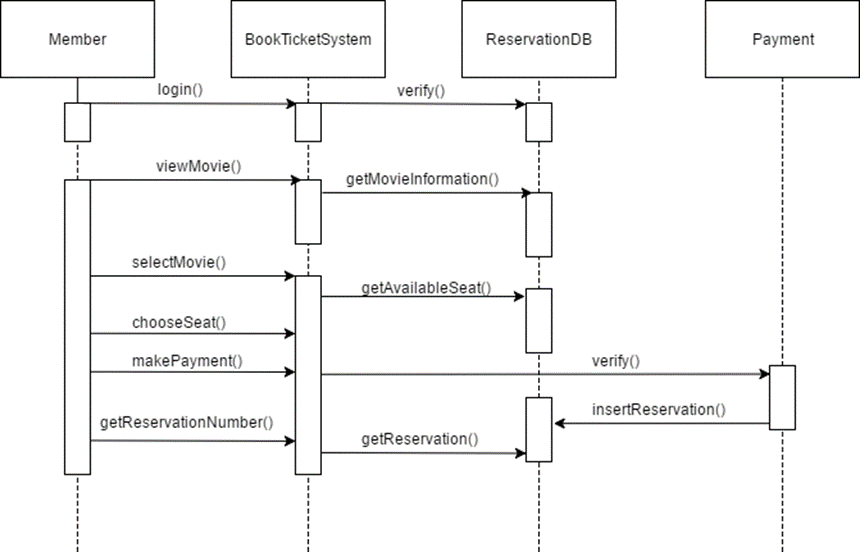 Member
BookTicketSystem
ReservationDB
Payment
login()
verify()
viewMovie()
getMovieInformation()
selectMovie()
getAvailableSeat()
chooseSeat()
makePayment()
verify()
insertReservation()
getReservationNumber()
getReservation()